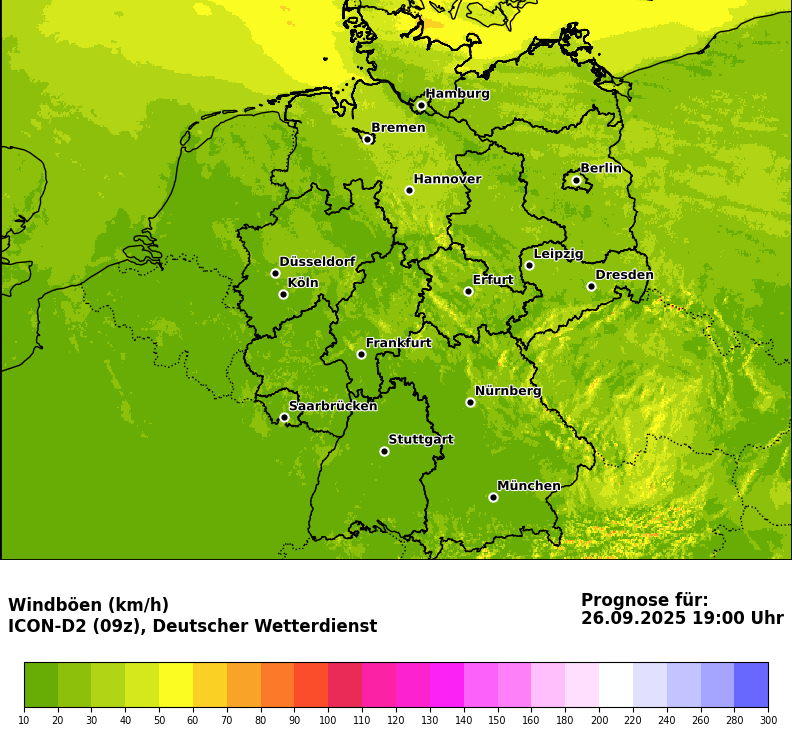 Hamburg
Bremen
Berlin
Hannover
Düsseldorf
Leipzig
Köln
Erfurt
Dresden
Frankfurt
Nürnberg
Saarbrücken
Stuttgart
München
Windböen (km/h)
ICON-D2 (09z), Deutscher Wetterdienst
Prognose für:
26.09.2025 19:00 Uhr
10 20 30 40 50 60 70 80 90 100 110 120 130 140 150 160 180 200 220 240 260 280 300